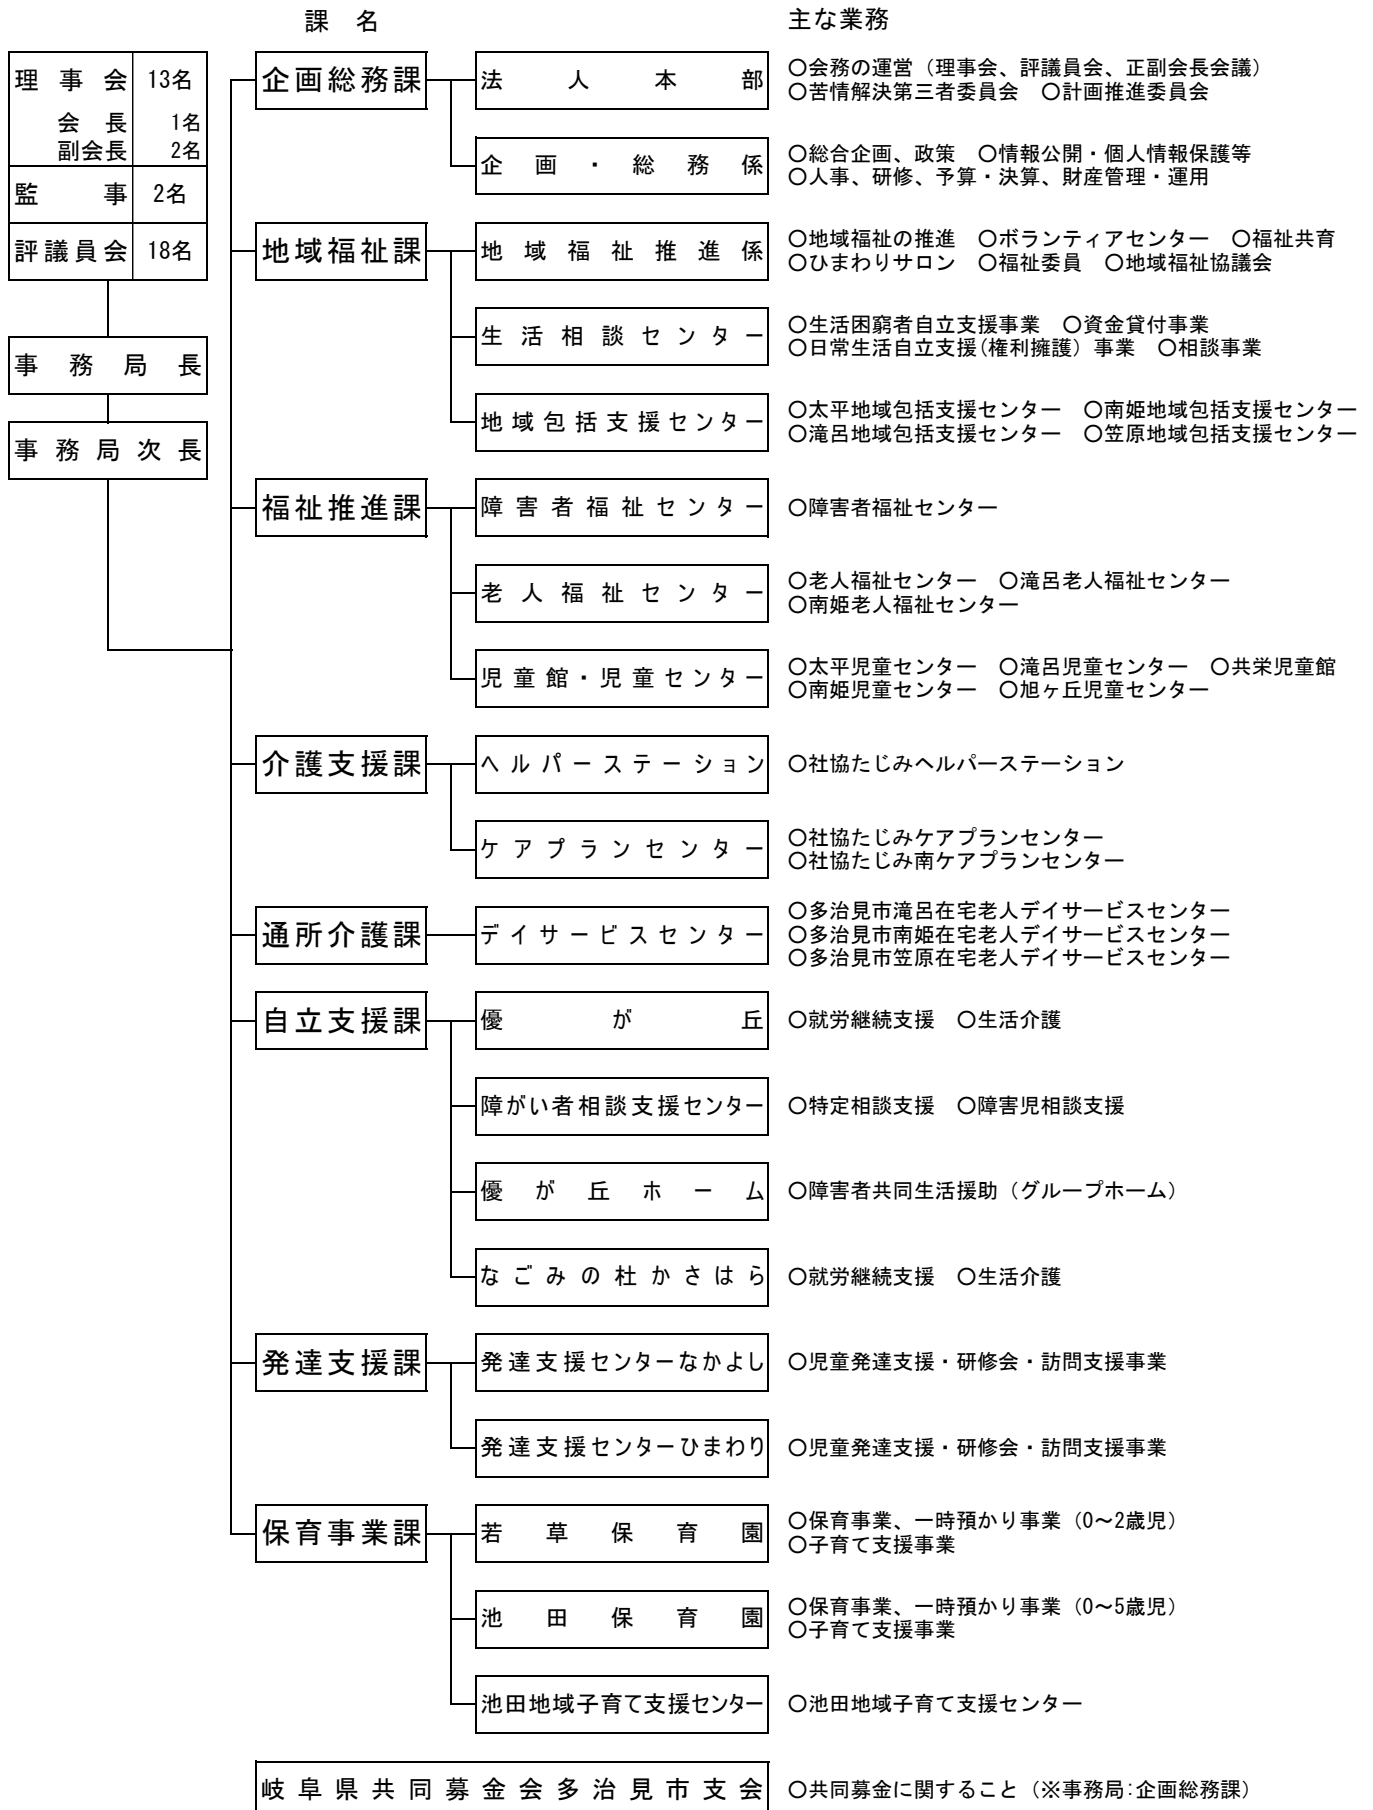 課 名
主な業務
理事会 13名
会長 1名
副会長 2名
監事 2名
評議員会 18名
事務局長
事務局次長
企画総務課
法人本部
○会務の運営（理事会、評議員会、正副会長会議）
○苦情解決第三者委員会 ○計画推進委員会
企画・総務係
○総合企画、政策 ○情報公開・個人情報保護等
○人事、研修、予算・決算、財産管理・運用
地域福祉課
地域福祉推進係
○地域福祉の推進 ○ボランティアセンター ○福祉共育
○ひまわりサロン ○福祉委員 ○地域福祉協議会
生活相談センター
○生活困窮者自立支援事業 ○資金貸付事業
○日常生活自立支援(権利擁護）事業 ○相談事業
地域包括支援センター
○太平地域包括支援センター ○南姫地域包括支援センター
○滝呂地域包括支援センター ○笠原地域包括支援センター
福祉推進課
障害者福祉センター
○障害者福祉センター
老人福祉センター
○老人福祉センター ○滝呂老人福祉センター
○南姫老人福祉センター
児童館・児童センター
○太平児童センター ○滝呂児童センター ○共栄児童館
○南姫児童センター ○旭ヶ丘児童センター
介護支援課
ヘルパーステーション
○社協たじみヘルパーステーション
ケアプランセンター
○社協たじみケアプランセンター
○社協たじみ南ケアプランセンター
通所介護課
デイサービスセンター
○多治見市滝呂在宅老人デイサービスセンター
○多治見市南姫在宅老人デイサービスセンター
○多治見市笠原在宅老人デイサービスセンター
自立支援課
優が丘
○就労継続支援 ○生活介護
障がい者相談支援センター
○特定相談支援 ○障害児相談支援
優が丘ホーム
○障害者共同生活援助（グループホーム）
なごみの杜かさはら
○就労継続支援 ○生活介護
発達支援課
発達支援センターなかよし
○児童発達支援・研修会・訪問支援事業
発達支援センターひまわり
○児童発達支援・研修会・訪問支援事業
保育事業課
若草保育園
○保育事業、一時預かり事業（0～2歳児）
○子育て支援事業
池田保育園
○保育事業、一時預かり事業（0～5歳児）
○子育て支援事業
池田地域子育て支援センター
○池田地域子育て支援センター
岐阜県共同募金会多治見市支会
○共同募金に関すること（※事務局:企画総務課）